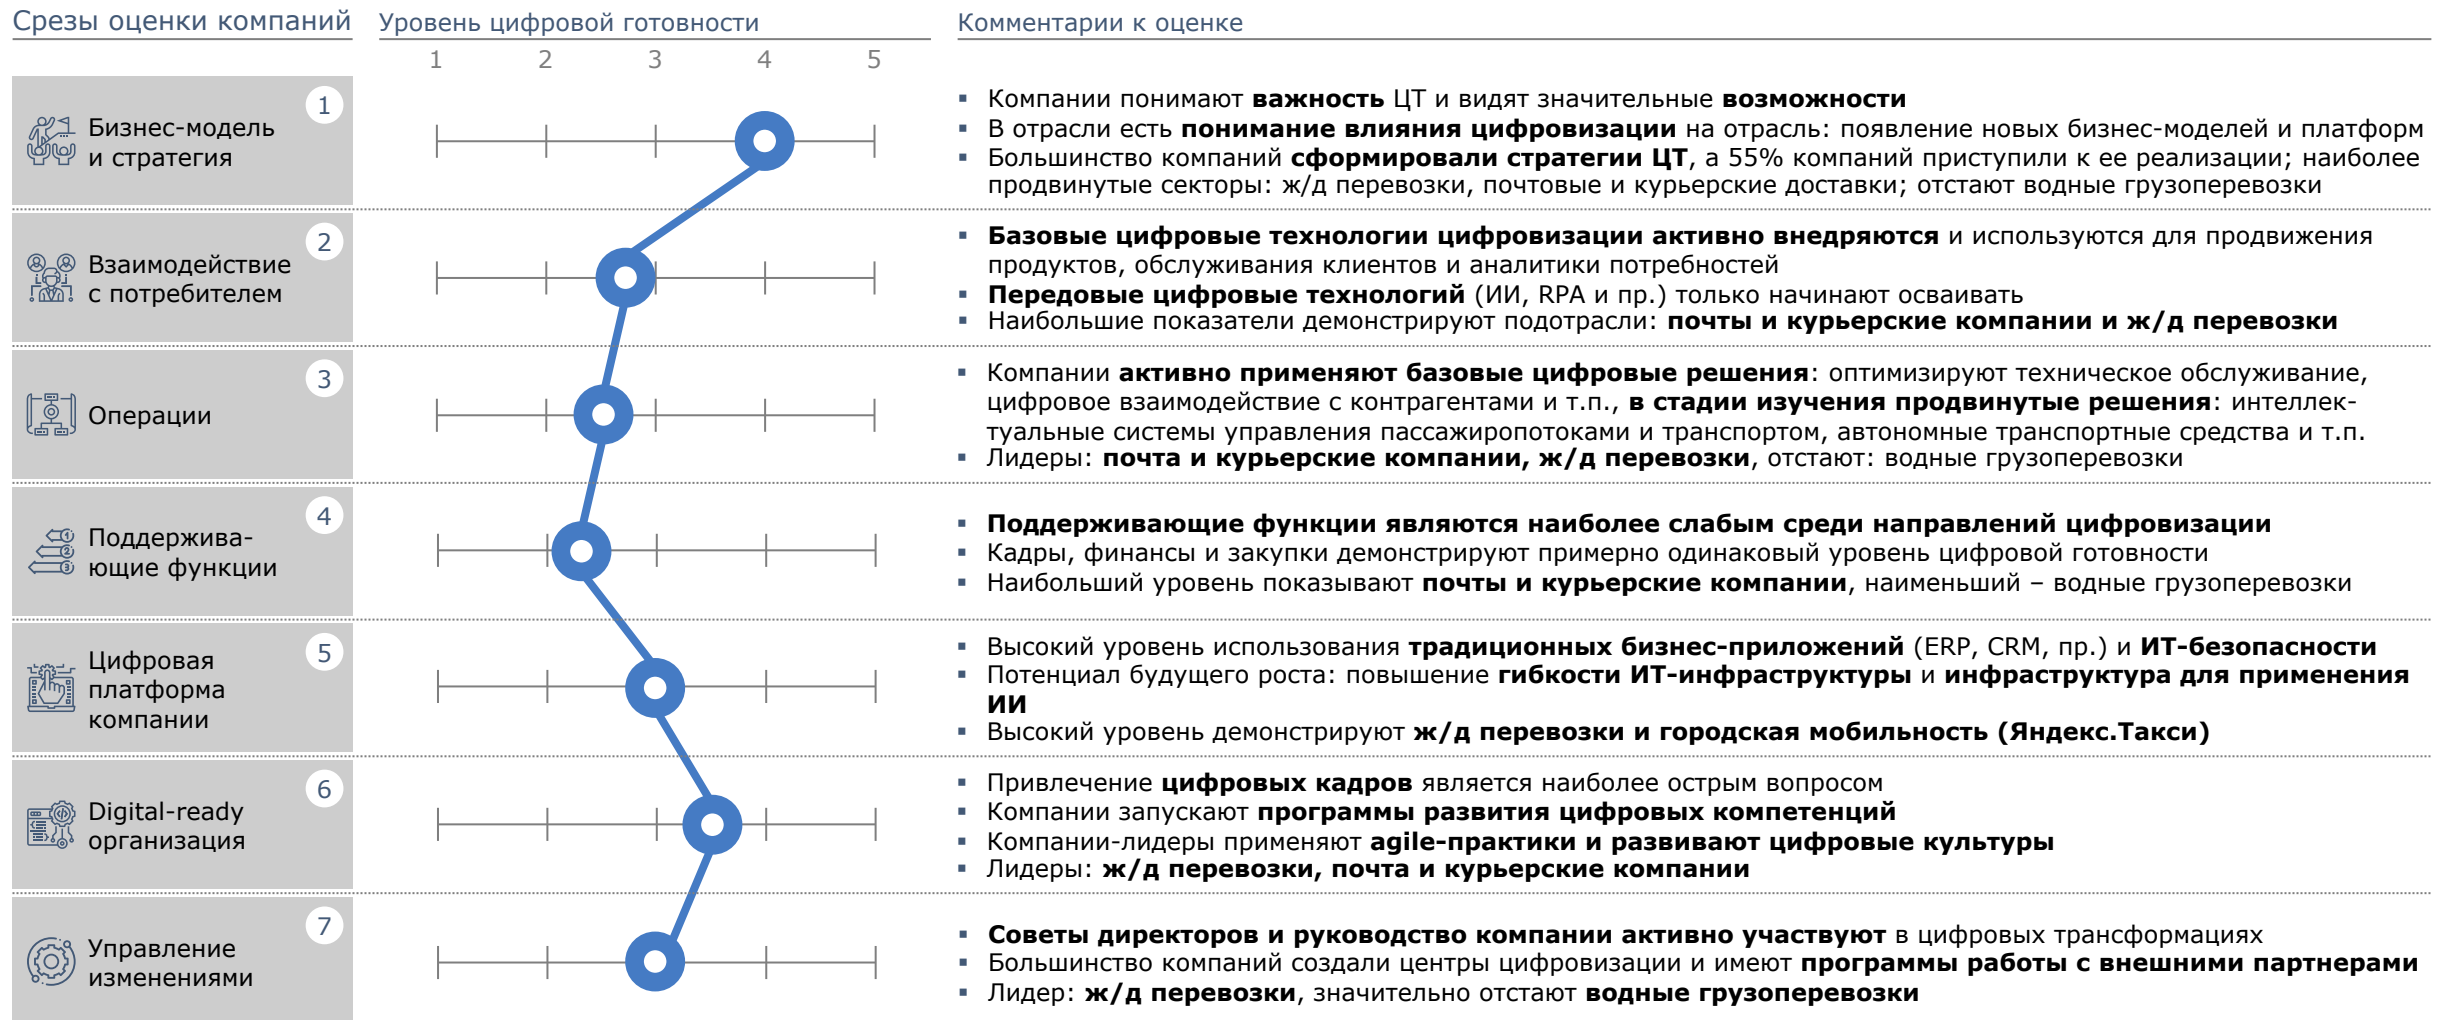 Срезы оценки компаний
Уровень цифровой готовности
Комментарии к оценке
1 2 3 4 5
1
Бизнес-модель
и стратегия
Компании понимают важность ЦТ и видят значительные возможности
В отрасли есть понимание влияния цифровизации на отрасль: появление новых бизнес-моделей и платформ
Большинство компаний сформировали стратегии ЦТ, а 55% компаний приступили к ее реализации; наиболее
продвинутые секторы: ж/д перевозки, почтовые и курьерские доставки; отстают водные грузоперевозки
2
Взаимодействие
с потребителем
Базовые цифровые технологии цифровизации активно внедряются и используются для продвижения
продуктов, обслуживания клиентов и аналитики потребностей
Передовые цифровые технологий (ИИ, RPA и пр.) только начинают осваивать
Наибольшие показатели демонстрируют подотрасли: почты и курьерские компании и ж/д перевозки
3
Операции
Компании активно применяют базовые цифровые решения: оптимизируют техническое обслуживание,
цифровое взаимодействие с контрагентами и т.п., в стадии изучения продвинутые решения: интеллек-
туальные системы управления пассажиропотоками и транспортом, автономные транспортные средства и т.п.
Лидеры: почта и курьерские компании, ж/д перевозки, отстают: водные грузоперевозки
4
Поддержива-
ющие функции
Поддерживающие функции являются наиболее слабым среди направлений цифровизации
Кадры, финансы и закупки демонстрируют примерно одинаковый уровень цифровой готовности
Наибольший уровень показывают почты и курьерские компании, наименьший – водные грузоперевозки
5
Цифровая
платформа
компании
Высокий уровень использования традиционных бизнес-приложений (ERP, CRM, пр.) и ИТ-безопасности
Потенциал будущего роста: повышение гибкости ИТ-инфраструктуры и инфраструктура для применения
ИИ
Высокий уровень демонстрируют ж/д перевозки и городская мобильность (Яндекс.Такси)
6
Digital-ready
организация
Привлечение цифровых кадров является наиболее острым вопросом
Компании запускают программы развития цифровых компетенций
Компании-лидеры применяют agile-практики и развивают цифровые культуры
Лидеры: ж/д перевозки, почта и курьерские компании
7
Управление
изменениями
Советы директоров и руководство компании активно участвуют в цифровых трансформациях
Большинство компаний создали центры цифровизации и имеют программы работы с внешними партнерами
Лидер: ж/д перевозки, значительно отстают водные грузоперевозки